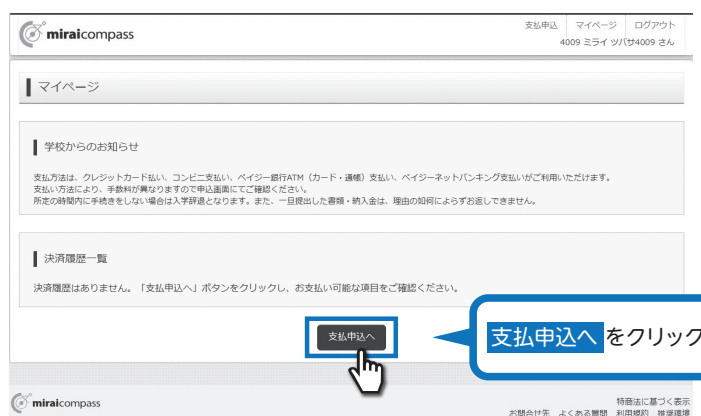 miraicompass
支払申込 マイページ ログアウト
4009 ミライ ツバサ4009 さん
マイページ
学校からのお知らせ
支払方法は、クレジットカード払い、コンビニ支払い、ペイジー銀行ATM（カード・通帳）支払い、ペイジーネットバンキング支払いがご利用いただけます。
支払い方法により、手数料が異なりますので申込画面にてご確認ください。
所定の時間内に手続きをしない場合は入学辞退となります。また、一旦提出した書類・納入金は、理由の如何によらずお返しできません。
決済履歴一覧
決済履歴はありません。「支払申込へ」ボタンをクリックし、お支払い可能な項目をご確認ください。
支払申込へ
支払申込へ をクリック
miraicompass
特商法に基づく表示
お問合せ先 よくある質問 利用規約 推奨環境